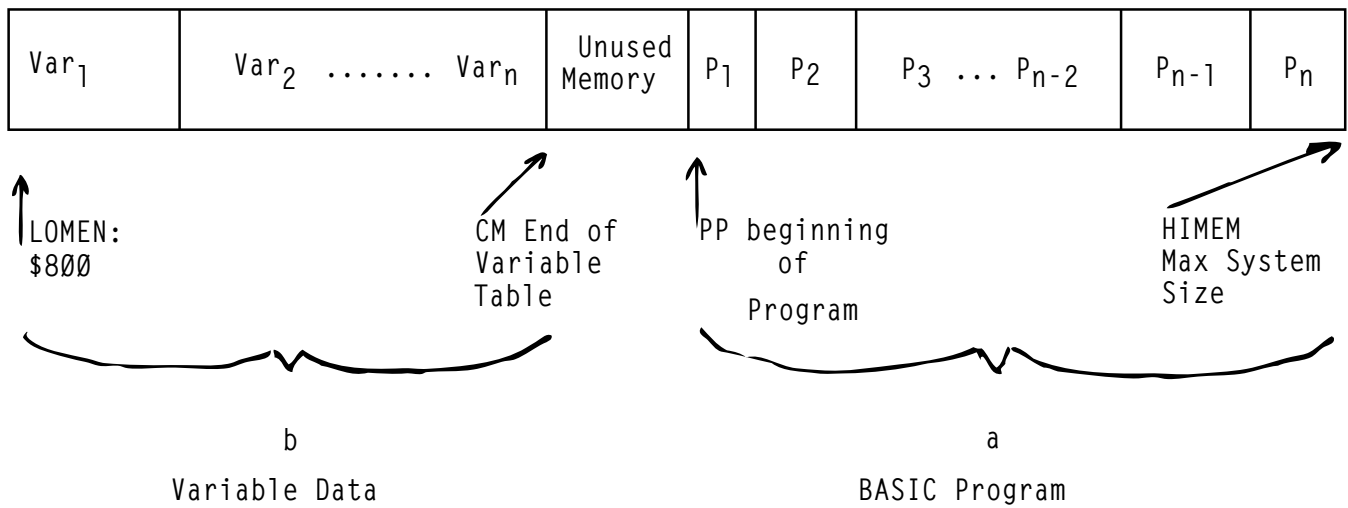 Var₁ Var₂ ....... Varₙ Unused Memory P₁ P₂ P₃ ... Pₙ₋₂ Pₙ₋₁ Pₙ
LOMEN:
$8ØØ
CM End of
Variable
Table
PP beginning
of
Program
HIMEM
Max System
Size
b
Variable Data
a
BASIC Program